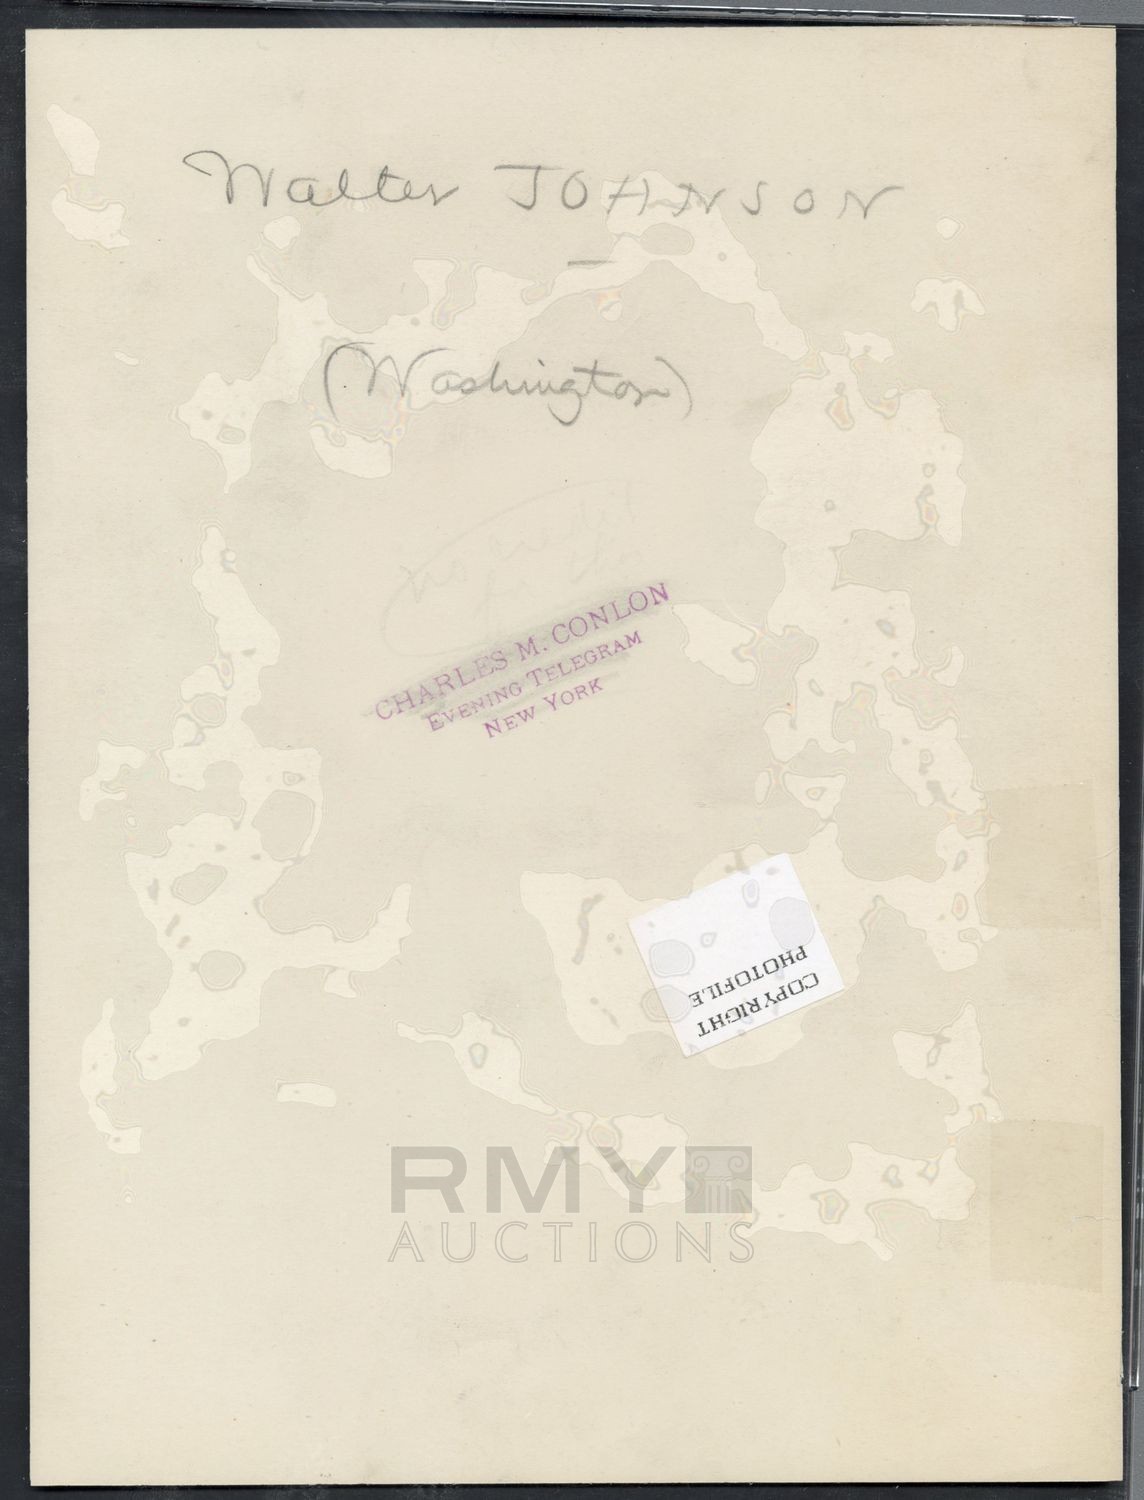 Walter JOHNSON
(Washington)
CHARLES M. CONLON
EVENING TELEGRAM
NEW YORK
COPYRIGHT
PHOTOFILE
RMY
AUCTIONS